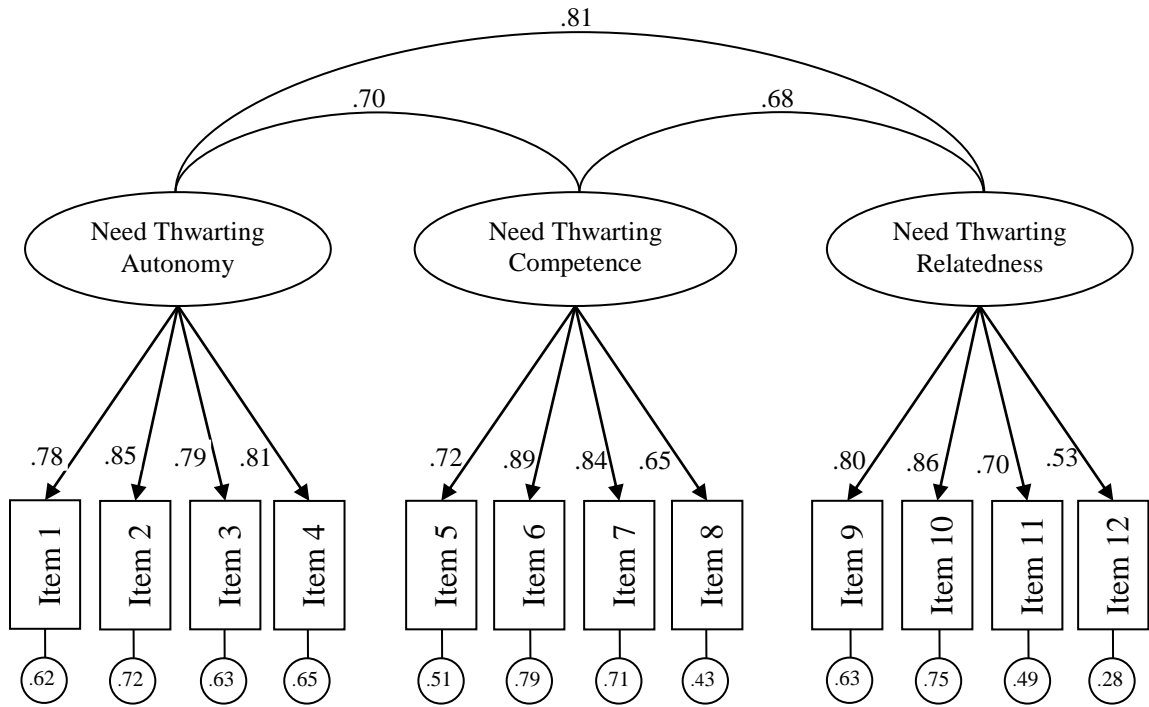 .81
.70
.68
Need Thwarting
Autonomy
Need Thwarting
Competence
Need Thwarting
Relatedness
.78
.85
.79
.81
.72
.89
.84
.65
.80
.86
.70
.53
Item 1
Item 2
Item 3
Item 4
Item 5
Item 6
Item 7
Item 8
Item 9
Item 10
Item 11
Item 12
.62
.72
.63
.65
.51
.79
.71
.43
.63
.75
.49
.28